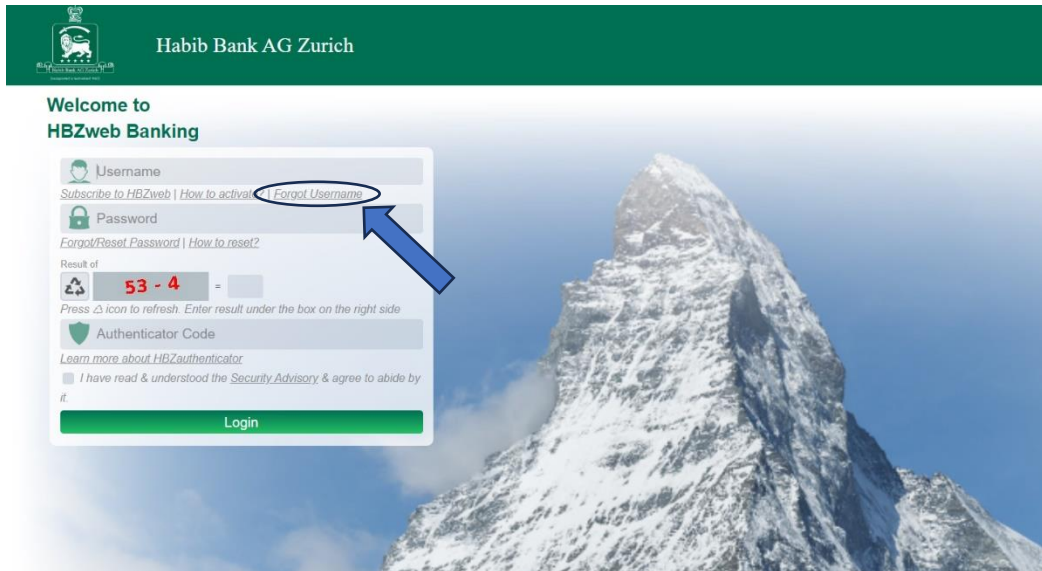 Habib Bank AG Zurich
Welcome to
HBZweb Banking
Username
Subscribe to HBZweb | How to activate? | Forgot Username
Password
Forgot/Reset Password | How to reset?
Result of
53 - 4 =
Press △ icon to refresh. Enter result under the box on the right side
Authenticator Code
Learn more about HBZauthenticator
I have read & understood the Security Advisory & agree to abide by
it.
Login